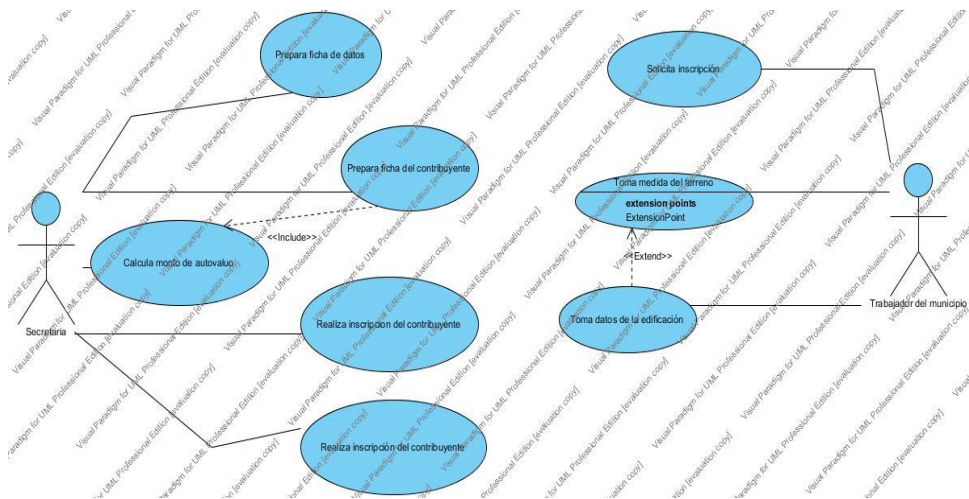 Prepara ficha de datos
Solicita inscripción
Prepara ficha del contribuyente
Toma medida del terreno
extension points
ExtensionPoint
<<Include>>
<<Extend>>
Calcula monto de autovaluo
Realiza inscripcion del contribuyente
Toma datos de la edificación
Trabajador del municipio
Secretaria
Realiza inscripción del contribuyente
Visual Paradigm for UML Professional Edition [evaluation copy]